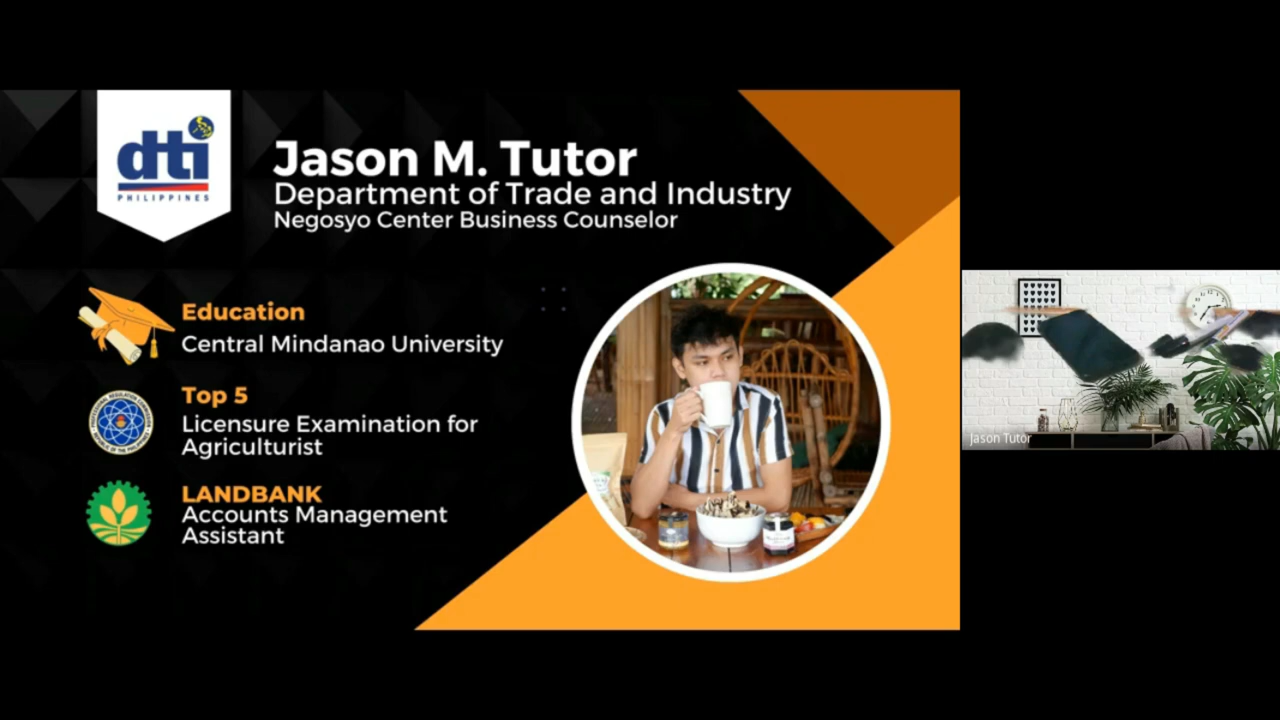 dti
PHILIPPINES
Jason M. Tutor
Department of Trade and Industry
Negosyo Center Business Counselor
Education
Central Mindanao University
Top 5
Licensure Examination for
Agriculturist
LANDBANK
Accounts Management
Assistant
Jason Tutor